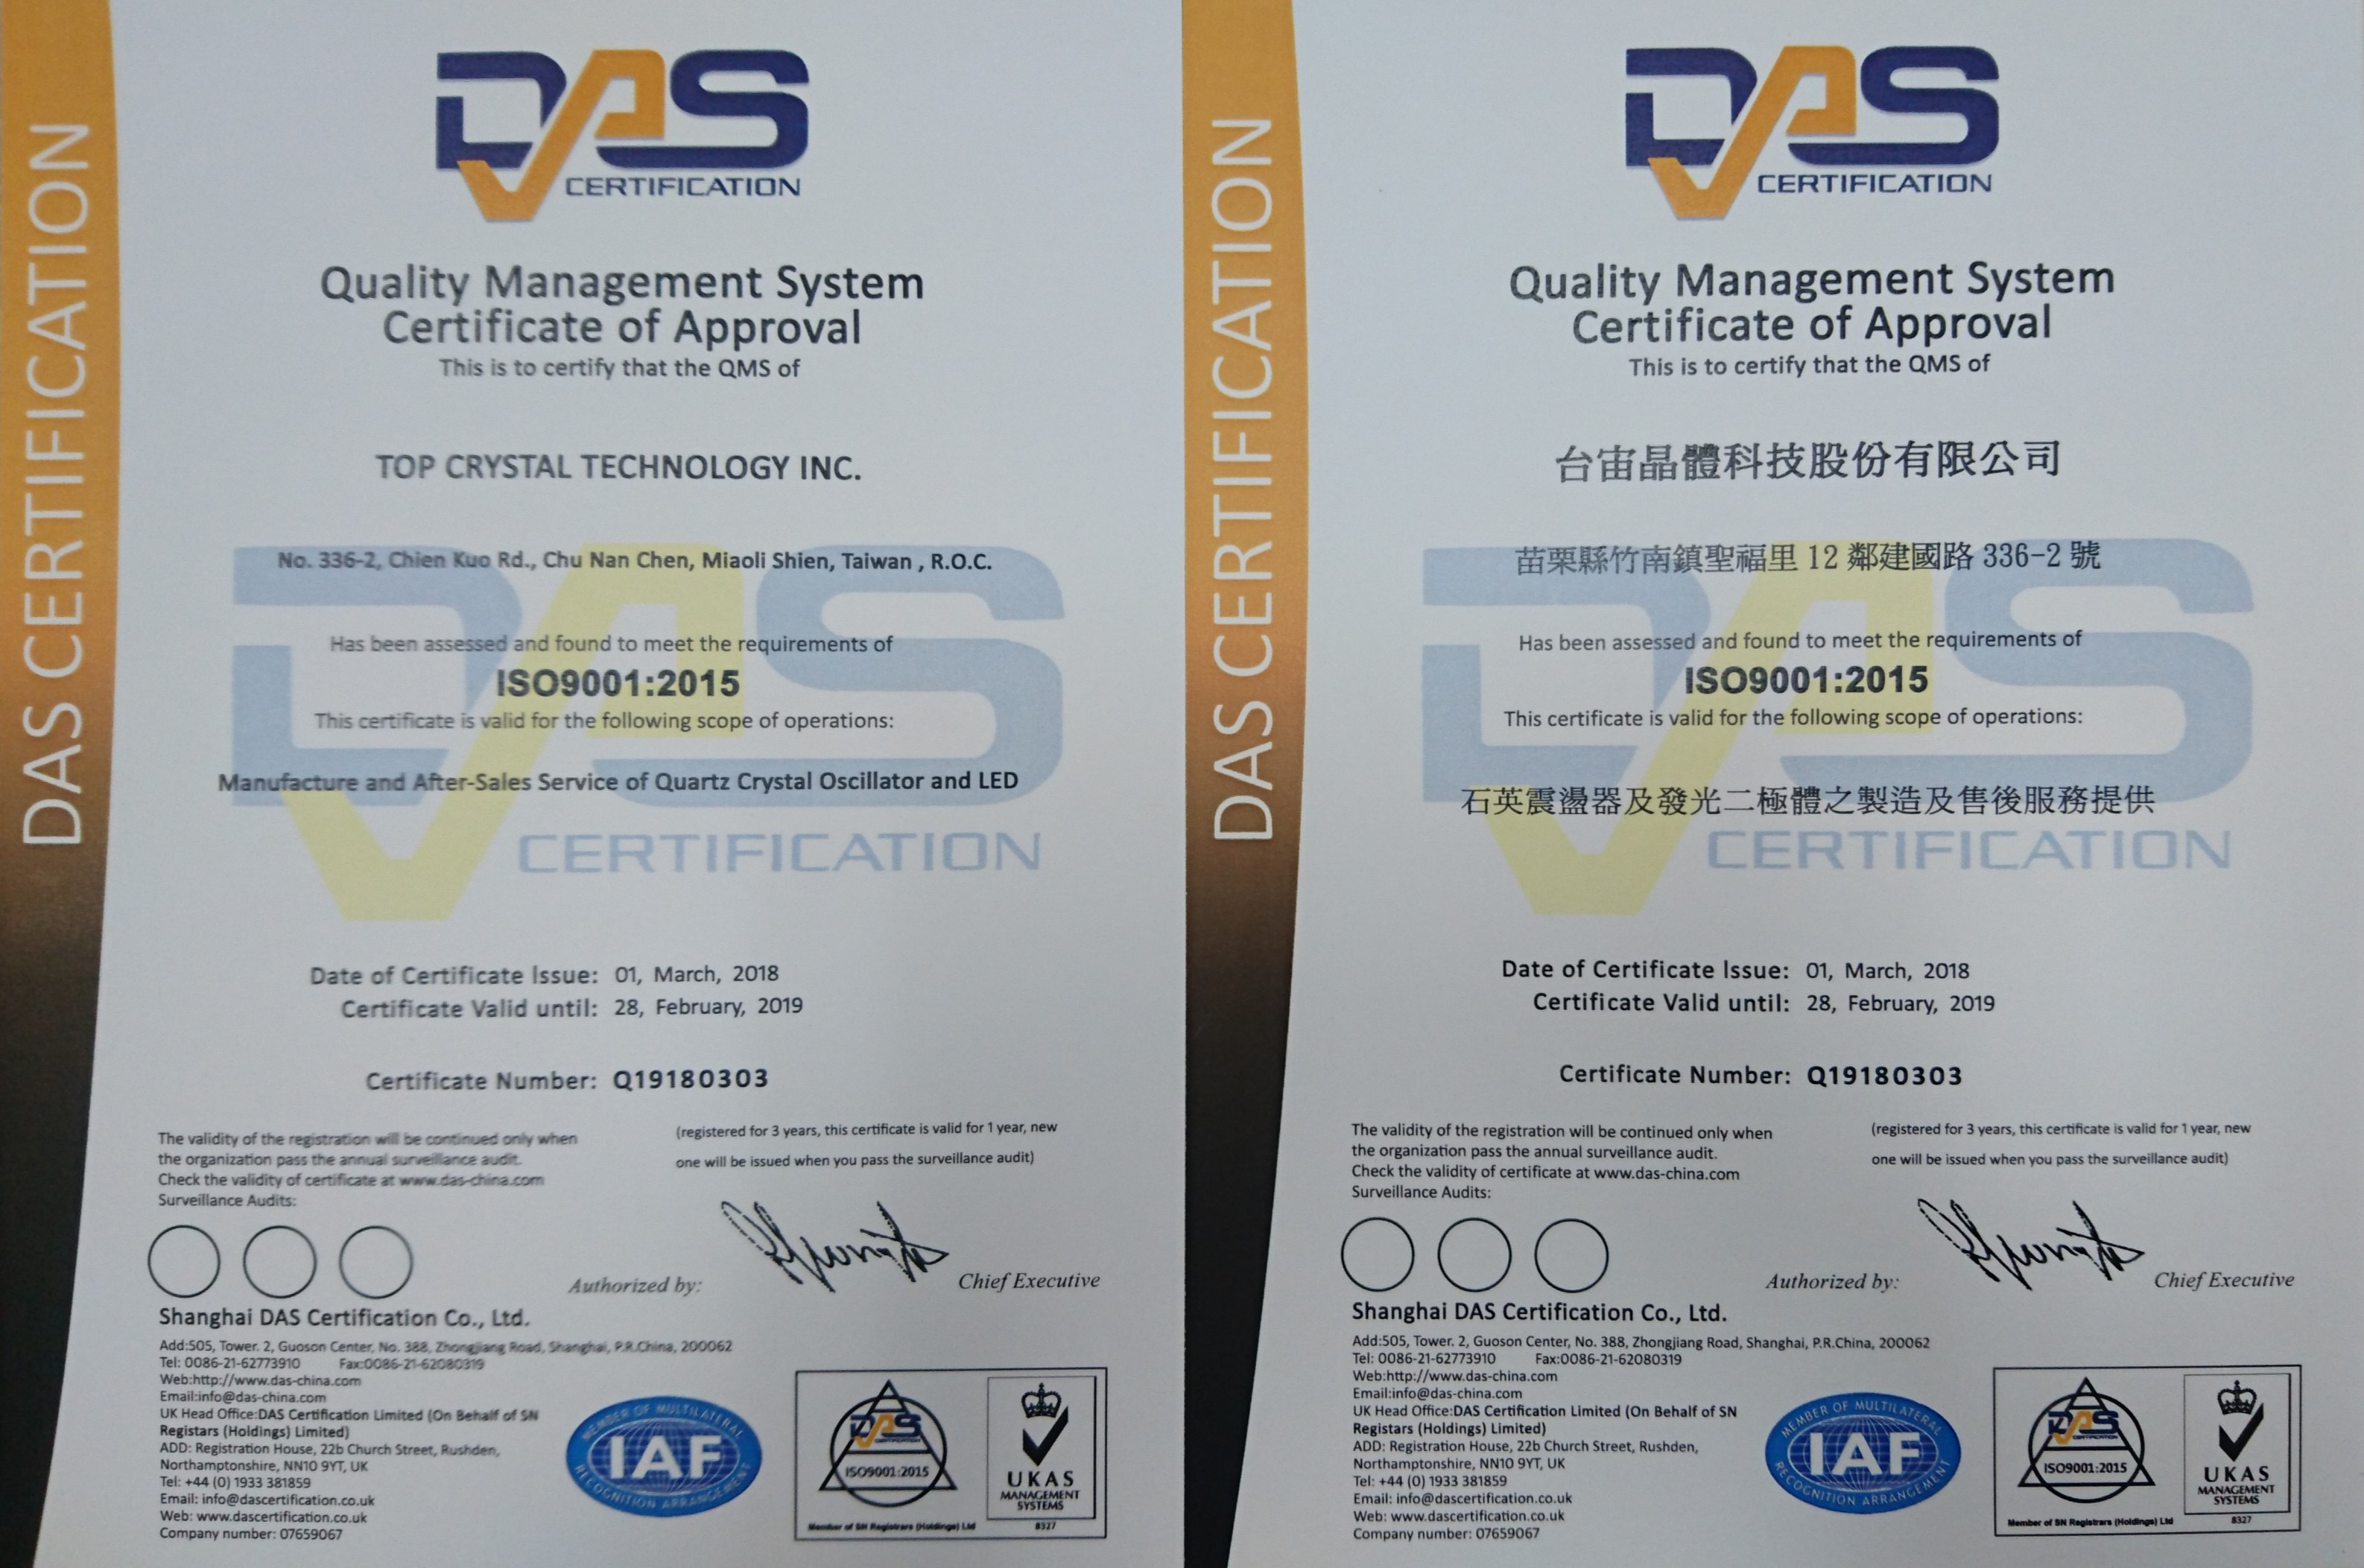 DAS CERTIFICATION
DAS
CERTIFICATION
Quality Management System
Certificate of Approval
This is to certify that the QMS of
TOP CRYSTAL TECHNOLOGY INC.
No. 336-2, Chien Kuo Rd., Chu Nan Chen, Miaoli Shien, Taiwan , R.O.C.
Has been assessed and found to meet the requirements of
ISO9001:2015
This certificate is valid for the following scope of operations:
Manufacture and After-Sales Service of Quartz Crystal Oscillator and LED
DAS
CERTIFICATION
Date of Certificate Issue: 01, March, 2018
Certificate Valid until: 28, February, 2019
Certificate Number: Q19180303
The validity of the registration will be continued only when
the organization pass the annual surveillance audit.
Check the validity of certificate at www.das-china.com
Surveillance Audits:
(registered for 3 years, this certificate is valid for 1 year, new
one will be issued when you pass the surveillance audit)
Authorized by:
Chief Executive
Shanghai DAS Certification Co., Ltd.
Add:505, Tower. 2, Guoson Center, No. 388, Zhongjiang Road, Shanghai, P.R.China, 200062
Tel: 0086-21-62773910 Fax:0086-21-62080319
Web:http://www.das-china.com
Email:info@das-china.com
UK Head Office:DAS Certification Limited (On Behalf of SN
Registars (Holdings) Limited)
ADD: Registration House, 22b Church Street, Rushden,
Northamptonshire, NN10 9YT, UK
Tel: +44 (0) 1933 381859
Email: info@dascertification.co.uk
Web: www.dascertification.co.uk
Company number: 07659067
MEMBER OF MULTILATERAL
IAF
RECOGNITION ARRANGEMENT
DAS
CERTIFICATION
ISO9001:2015
UKAS
MANAGEMENT
SYSTEMS
Member of SN Registrars (Holdings) Ltd
8327
DAS CERTIFICATION
DAS
CERTIFICATION
Quality Management System
Certificate of Approval
This is to certify that the QMS of
台宙晶體科技股份有限公司
苗栗縣竹南鎮聖福里 12 鄰建國路 336-2 號
Has been assessed and found to meet the requirements of
ISO9001:2015
This certificate is valid for the following scope of operations:
石英震盪器及發光二極體之製造及售後服務提供
DAS
CERTIFICATION
Date of Certificate Issue: 01, March, 2018
Certificate Valid until: 28, February, 2019
Certificate Number: Q19180303
The validity of the registration will be continued only when
the organization pass the annual surveillance audit.
Check the validity of certificate at www.das-china.com
Surveillance Audits:
(registered for 3 years, this certificate is valid for 1 year, new
one will be issued when you pass the surveillance audit)
Authorized by:
Chief Executive
Shanghai DAS Certification Co., Ltd.
Add:505, Tower. 2, Guoson Center, No. 388, Zhongjiang Road, Shanghai, P.R.China, 200062
Tel: 0086-21-62773910 Fax:0086-21-62080319
Web:http://www.das-china.com
Email:info@das-china.com
UK Head Office:DAS Certification Limited (On Behalf of SN
Registars (Holdings) Limited)
ADD: Registration House, 22b Church Street, Rushden,
Northamptonshire, NN10 9YT, UK
Tel: +44 (0) 1933 381859
Email: info@dascertification.co.uk
Web: www.dascertification.co.uk
Company number: 07659067
MEMBER OF MULTILATERAL
IAF
RECOGNITION ARRANGEMENT
DAS
CERTIFICATION
ISO9001:2015
UKAS
MANAGEMENT
SYSTEMS
Member of SN Registrars (Holdings) Ltd
8327